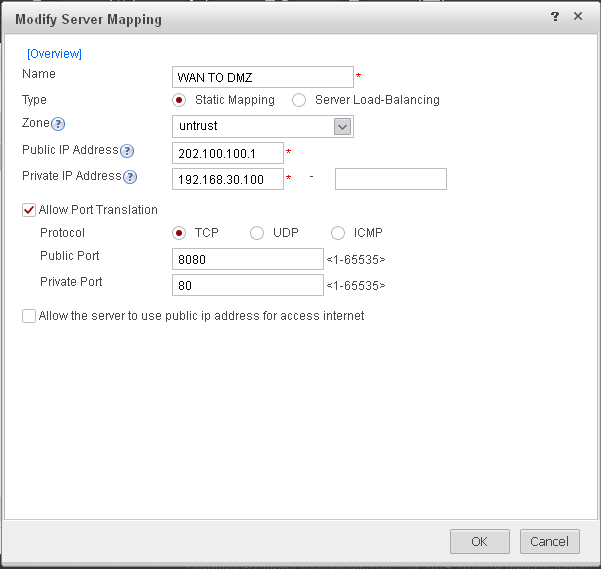 Modify Server Mapping ? ×
[Overview]
Name WAN TO DMZ *
Type Static Mapping Server Load-Balancing
Zone ? untrust
Public IP Address ? 202.100.100.1 *
Private IP Address ? 192.168.30.100 * -
Allow Port Translation
Protocol TCP UDP ICMP
Public Port 8080 <1-65535>
Private Port 80 <1-65535>
Allow the server to use public ip address for access internet
OK Cancel